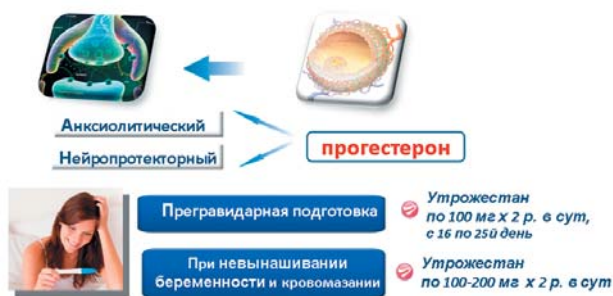 Анксиолитический
Нейропротекторный
прогестерон
Прегравидарная подготовка
Утрожестан
по 100 мг х 2 р. в сут,
с 16 по 25й день
При невынашивании
беременности и кровомазании
Утрожестан
по 100-200 мг х 2 р. в сут